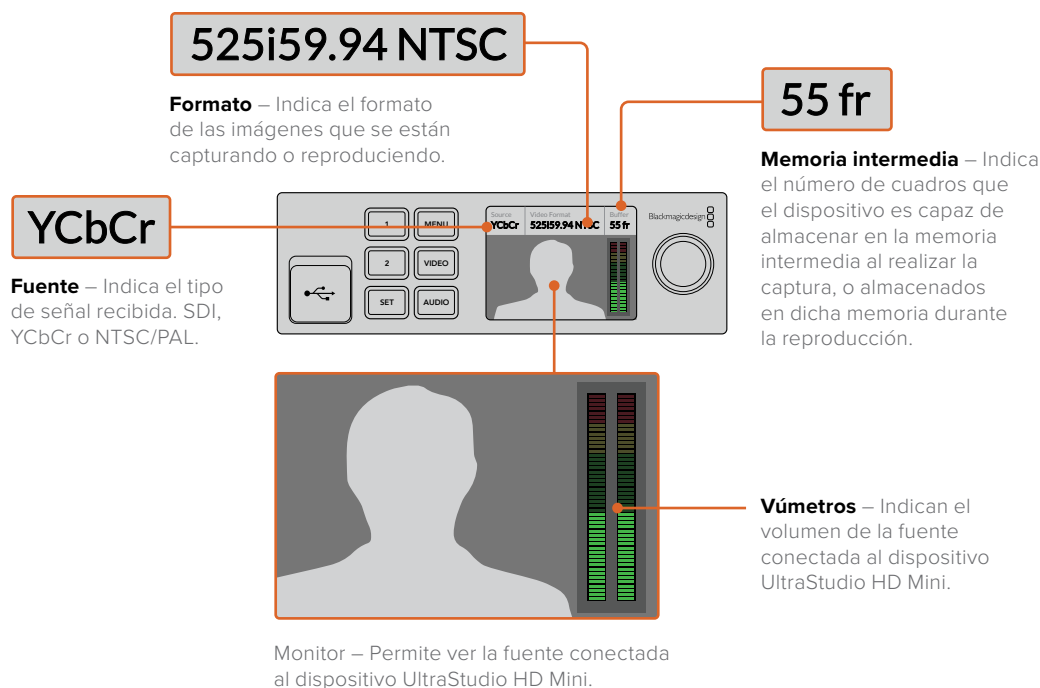 525i59.94 NTSC
Formato – Indica el formato
de las imágenes que se están
capturando o reproduciendo.
55 fr
Memoria intermedia – Indica
el número de cuadros que
el dispositivo es capaz de
almacenar en la memoria
intermedia al realizar la
captura, o almacenados
en dicha memoria durante
la reproducción.
YCbCr
Fuente – Indica el tipo
de señal recibida. SDI,
YCbCr o NTSC/PAL.
1
MENU
2
VIDEO
SET
AUDIO
Source
Video Format
Buffer
YCbCr
525I59.94 NTSC
55 fr
Blackmagicdesign
Vúmetros – Indican el
volumen de la fuente
conectada al dispositivo
UltraStudio HD Mini.
Monitor – Permite ver la fuente conectada
al dispositivo UltraStudio HD Mini.